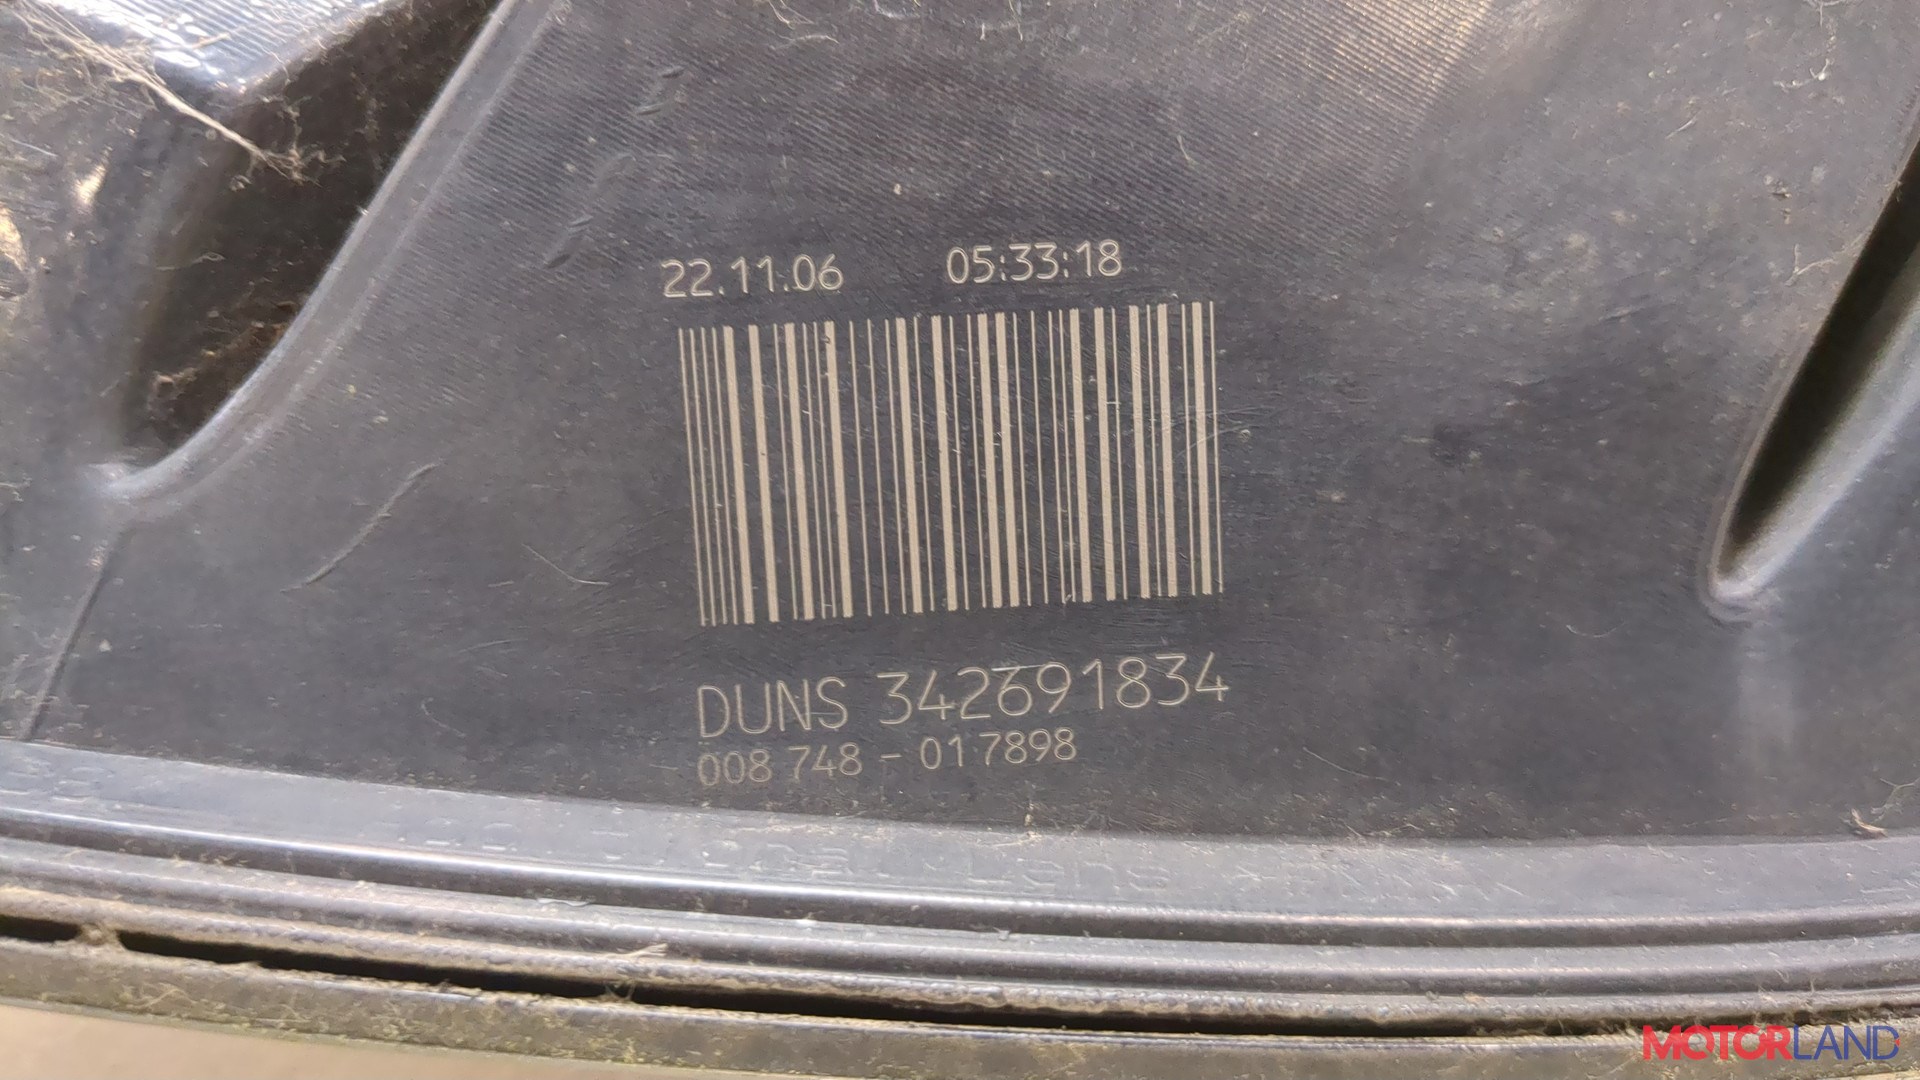 22.11.06 05:33:18
DUNS 342691834
008 748 - 017898
MOTORLAND